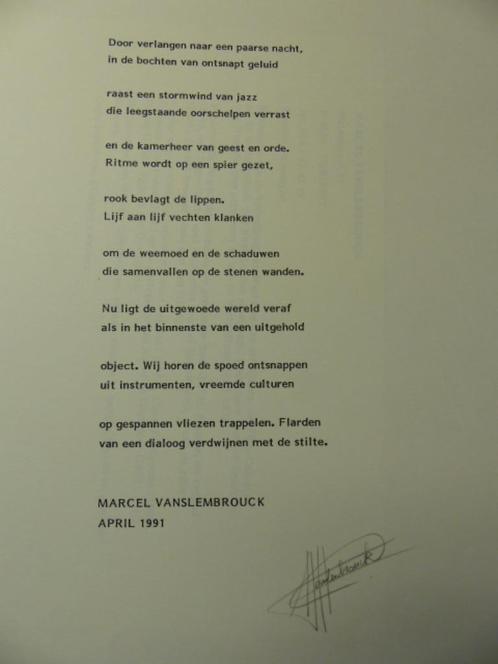 Door verlangen naar een paarse nacht,
in de bochten van ontsnapt geluid
raast een stormwind van jazz
die leegstaande oorschelpen verrast
en de kamerheer van geest en orde.
Ritme wordt op een spier gezet,
rook bevlagt de lippen.
Lijf aan lijf vechten klanken
om de weemoed en de schaduwen
die samenvallen op de stenen wanden.
Nu ligt de uitgewoede wereld veraf
als in het binnenste van een uitgehold
object. Wij horen de spoed ontsnappen
uit instrumenten, vreemde culturen
op gespannen vliezen trappelen. Flarden
van een dialoog verdwijnen met de stilte.
MARCEL VANSLEMBROUCK
APRIL 1991